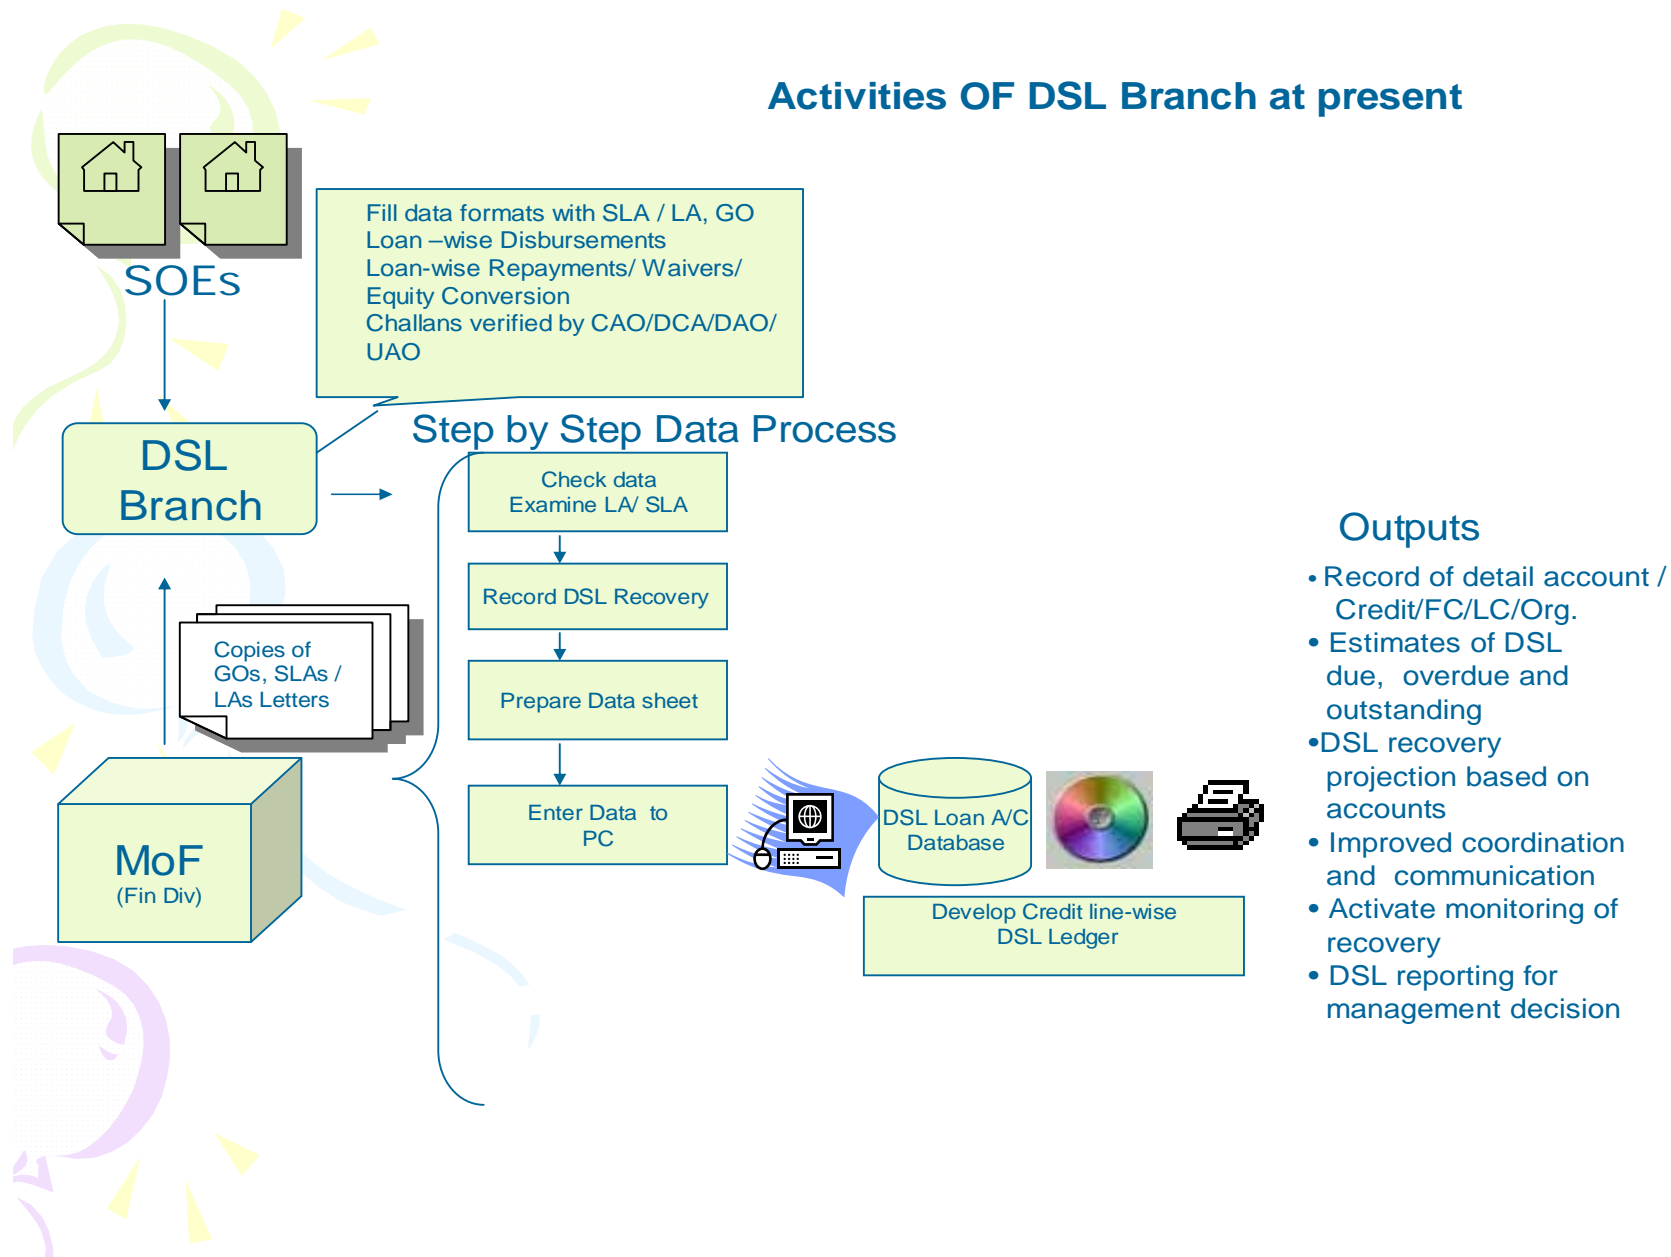 Activities OF DSL Branch at present
SOEs
Fill data formats with SLA / LA, GO
Loan –wise Disbursements
Loan-wise Repayments/ Waivers/
Equity Conversion
Challans verified by CAO/DCA/DAO/
UAO
DSL
Branch
Copies of
GOs, SLAs /
LAs Letters
MoF
(Fin Div)
Step by Step Data Process
Check data
Examine LA/ SLA
Record DSL Recovery
Prepare Data sheet
Enter Data to
PC
DSL Loan A/C
Database
Develop Credit line-wise
DSL Ledger
Outputs
• Record of detail account /
Credit/FC/LC/Org.
• Estimates of DSL
due, overdue and
outstanding
•DSL recovery
projection based on
accounts
• Improved coordination
and communication
• Activate monitoring of
recovery
• DSL reporting for
management decision